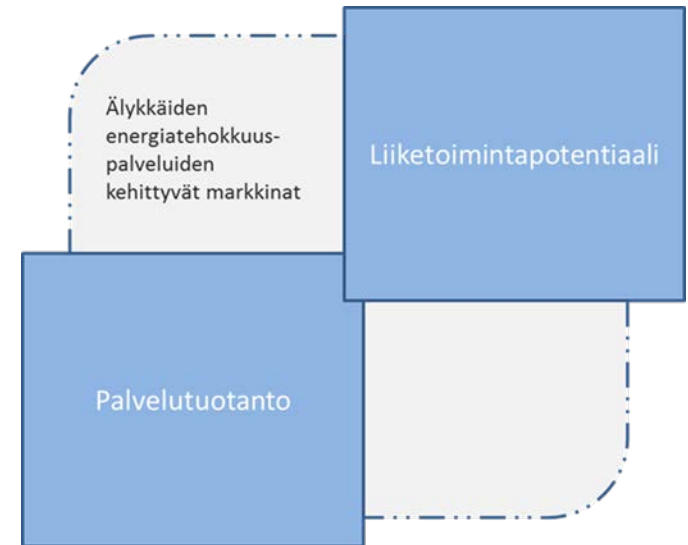 Älykkäiden
energiatehokkuus-
palveluiden
kehittyvät markkinat
Liiketoimintapotentiaali
Palvelutuotanto